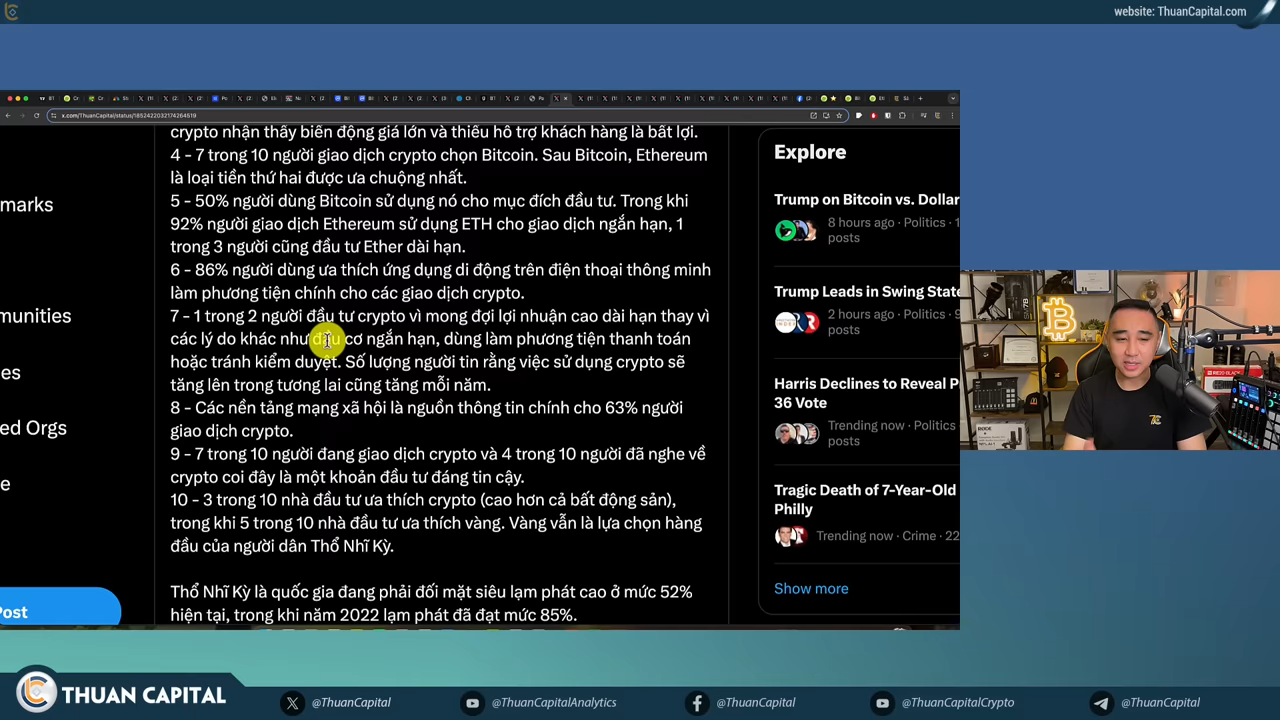 website: ThuanCapital.com
x.com/ThuanCapital/status/1852422032174264519
crypto nhận thấy biến động giá lớn và thiếu hỗ trợ khách hàng là bất lợi.
4 - 7 trong 10 người giao dịch crypto chọn Bitcoin. Sau Bitcoin, Ethereum
là loại tiền thứ hai được ưa chuộng nhất.
5 - 50% người dùng Bitcoin sử dụng nó cho mục đích đầu tư. Trong khi
92% người giao dịch Ethereum sử dụng ETH cho giao dịch ngắn hạn, 1
trong 3 người cũng đầu tư Ether dài hạn.
6 - 86% người dùng ưa thích ứng dụng di động trên điện thoại thông minh
làm phương tiện chính cho các giao dịch crypto.
7 - 1 trong 2 người đầu tư crypto vì mong đợi lợi nhuận cao dài hạn thay vì
các lý do khác như đầu cơ ngắn hạn, dùng làm phương tiện thanh toán
hoặc tránh kiểm duyệt. Số lượng người tin rằng việc sử dụng crypto sẽ
tăng lên trong tương lai cũng tăng mỗi năm.
8 - Các nền tảng mạng xã hội là nguồn thông tin chính cho 63% người
giao dịch crypto.
9 - 7 trong 10 người đang giao dịch crypto và 4 trong 10 người đã nghe về
crypto coi đây là một khoản đầu tư đáng tin cậy.
10 - 3 trong 10 nhà đầu tư ưa thích crypto (cao hơn cả bất động sản),
trong khi 5 trong 10 nhà đầu tư ưa thích vàng. Vàng vẫn là lựa chọn hàng
đầu của người dân Thổ Nhĩ Kỳ.
Thổ Nhĩ Kỳ là quốc gia đang phải đối mặt siêu lạm phát cao ở mức 52%
hiện tại, trong khi năm 2022 lạm phát đã đạt mức 85%.
marks
munities
es
ed Orgs
e
Post
Explore
Trump on Bitcoin vs. Dollar
8 hours ago · Politics · 1
posts
Trump Leads in Swing State
2 hours ago · Politics · 9
posts
Harris Declines to Reveal P
36 Vote
Trending now · Politics
posts
Tragic Death of 7-Year-Old
Philly
Trending now · Crime · 22
Show more
THUAN CAPITAL
@ThuanCapital
@ThuanCapitalAnalytics
@ThuanCapital
@ThuanCapitalCrypto
@ThuanCapital